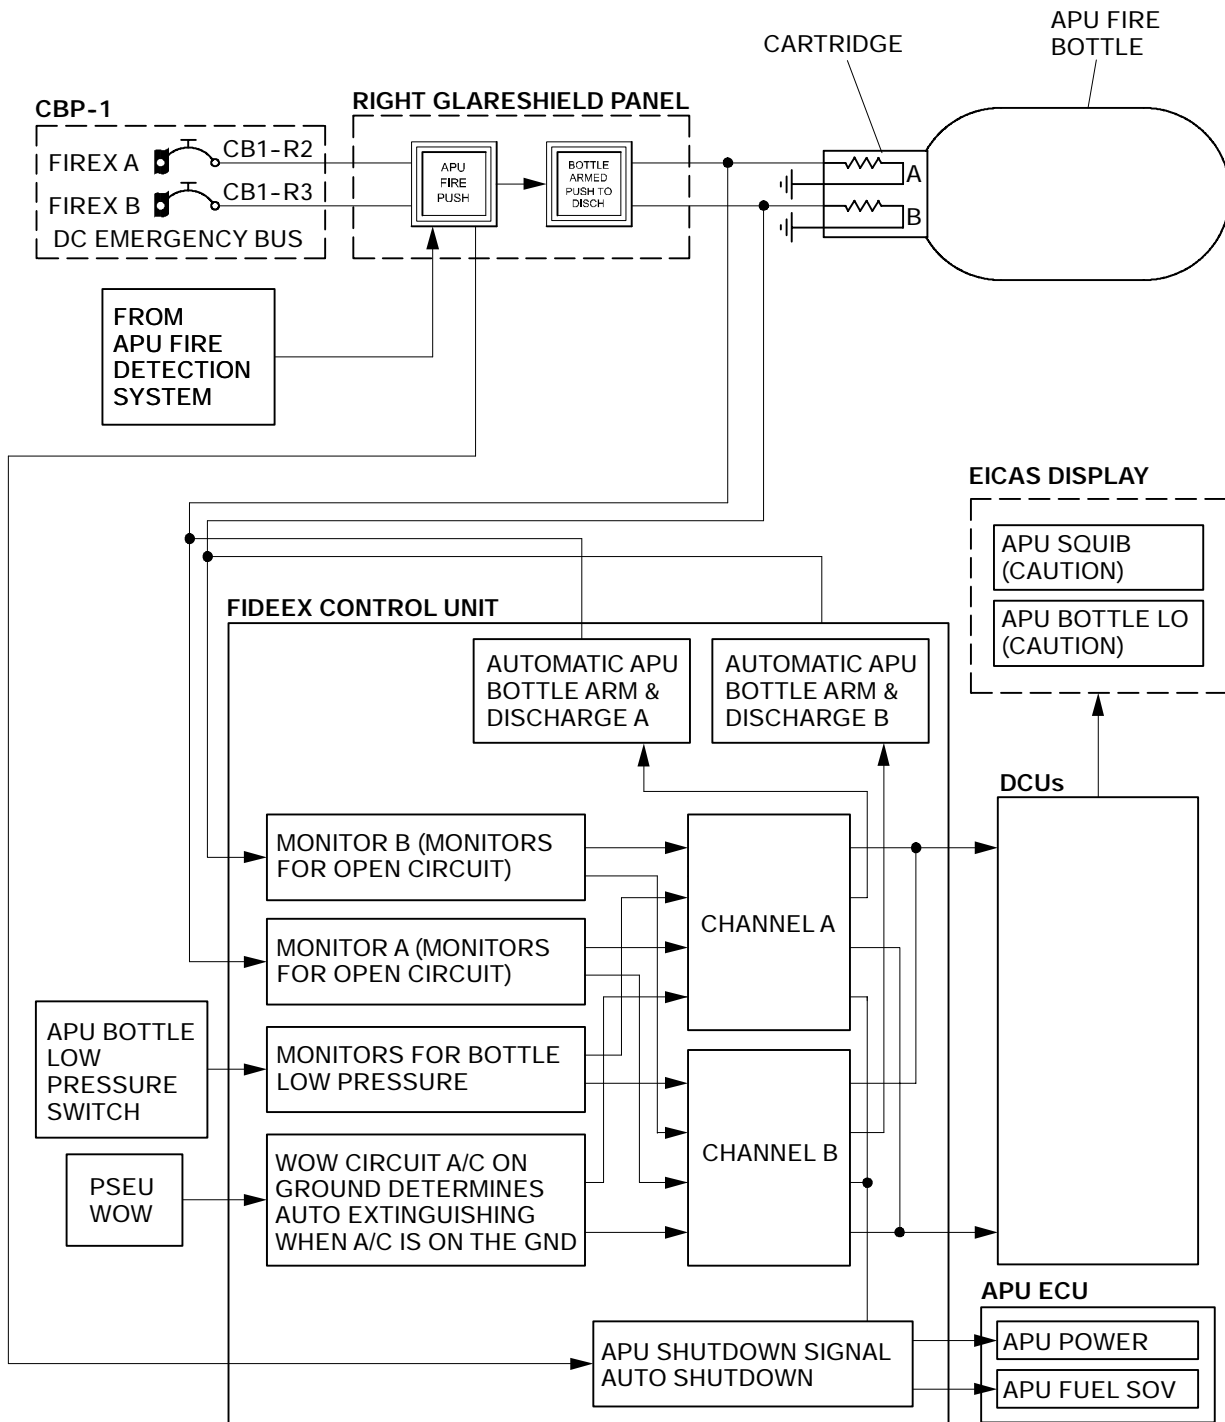 APU FIRE
BOTTLE
CARTRIDGE
CBP-1
RIGHT GLARESHIELD PANEL
FIREX A
CB1-R2
FIREX B
CB1-R3
DC EMERGENCY BUS
APU
FIRE
PUSH
BOTTLE
ARMED
PUSH TO
DISCH
A
B
FROM
APU FIRE
DETECTION
SYSTEM
EICAS DISPLAY
APU SQUIB
(CAUTION)
APU BOTTLE LO
(CAUTION)
FIDEEX CONTROL UNIT
AUTOMATIC APU
BOTTLE ARM &
DISCHARGE A
AUTOMATIC APU
BOTTLE ARM &
DISCHARGE B
DCUs
MONITOR B (MONITORS
FOR OPEN CIRCUIT)
CHANNEL A
MONITOR A (MONITORS
FOR OPEN CIRCUIT)
APU BOTTLE
LOW
PRESSURE
SWITCH
MONITORS FOR BOTTLE
LOW PRESSURE
CHANNEL B
PSEU
WOW
WOW CIRCUIT A/C ON
GROUND DETERMINES
AUTO EXTINGUISHING
WHEN A/C IS ON THE GND
APU SHUTDOWN SIGNAL
AUTO SHUTDOWN
APU ECU
APU POWER
APU FUEL SOV